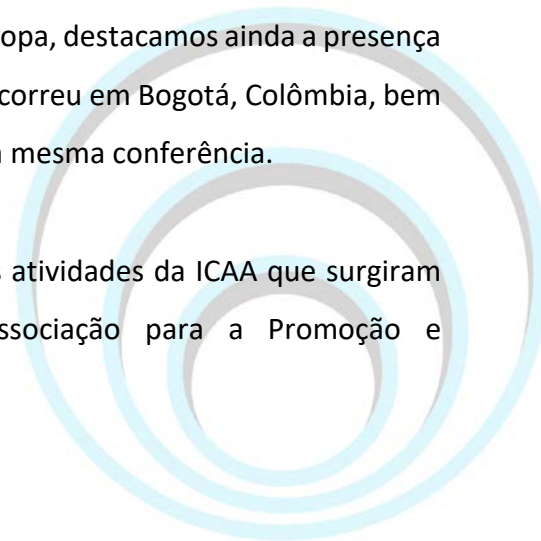 opa, destacamos ainda a presença
correu em Bogotá, Colômbia, bem
mesma conferência.
s atividades da ICAA que surgiram
ssociação para a Promoção e